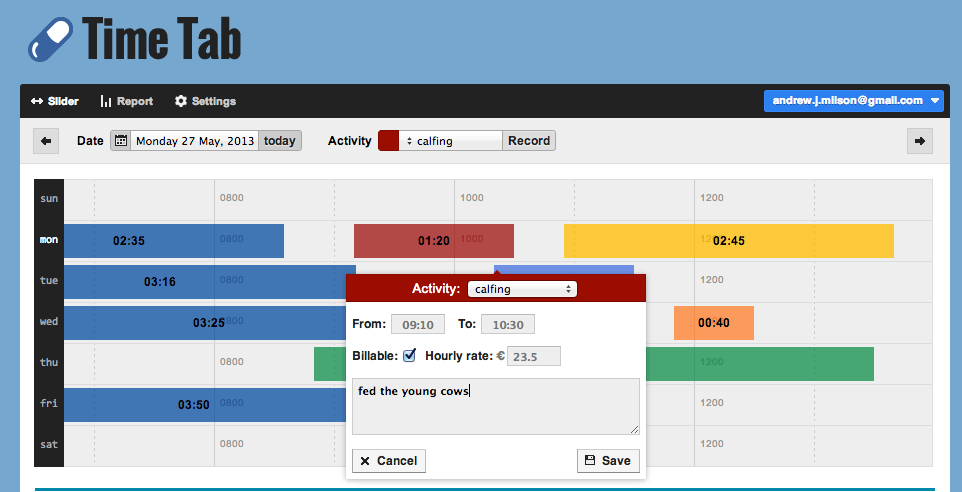 Time Tab
Slider Report Settings andrew.j.milson@gmail.com
Date Monday 27 May, 2013 today Activity calfing Record
sun 0800 1000 1200
mon 02:35 0800 01:20 1000 02:45 1200
tue 03:16 0800 1200
wed 03:25 0800 00:40
thu 0800 1200
fri 03:50 0800 1200
sat 0800 1200
Activity: calfing
From: 09:10 To: 10:30
Billable: Hourly rate: € 23.5
fed the young cows
Cancel Save